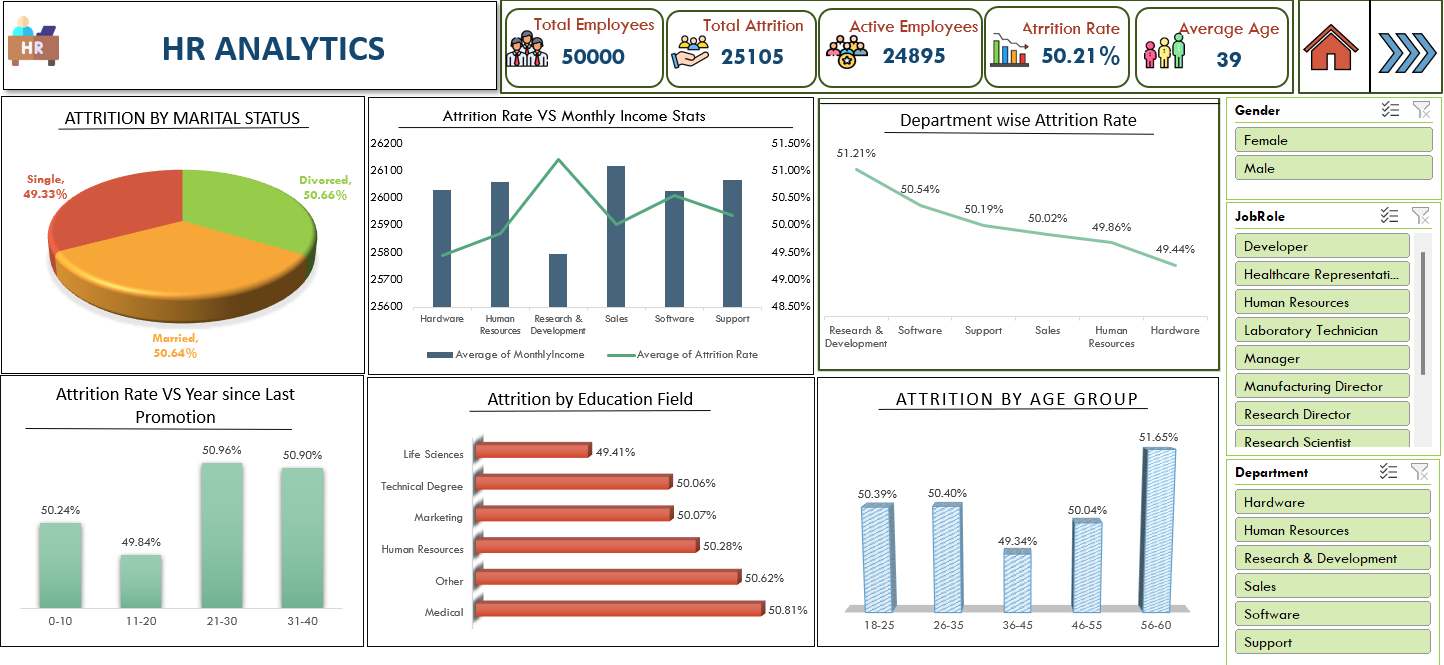 HR
HR ANALYTICS
Total Employees
50000
Total Attrition
25105
Active Employees
24895
Atrrition Rate
50.21%
Average Age
39
ATTRITION BY MARITAL STATUS
Single,
49.33%
Divorced,
50.66%
Married,
50.64%
Attrition Rate VS Monthly Income Stats
26200
26100
26000
25900
25800
25700
25600
51.50%
51.00%
50.50%
50.00%
49.50%
49.00%
48.50%
Hardware
Human
Resources
Research &
Development
Sales
Software
Support
Average of MonthlyIncome
Average of Attrition Rate
Department wise Attrition Rate
51.21%
50.54%
50.19%
50.02%
49.86%
49.44%
Research &
Development
Software
Support
Sales
Human
Resources
Hardware
Attrition Rate VS Year since Last
Promotion
50.24%
49.84%
50.96%
50.90%
0-10
11-20
21-30
31-40
Attrition by Education Field
Life Sciences
49.41%
Technical Degree
50.06%
Marketing
50.07%
Human Resources
50.28%
Other
50.62%
Medical
50.81%
ATTRITION BY AGE GROUP
50.39%
50.40%
49.34%
50.04%
51.65%
18-25
26-35
36-45
46-55
56-60
Gender
Female
Male
JobRole
Developer
Healthcare Representati...
Human Resources
Laboratory Technician
Manager
Manufacturing Director
Research Director
Research Scientist
Department
Hardware
Human Resources
Research & Development
Sales
Software
Support